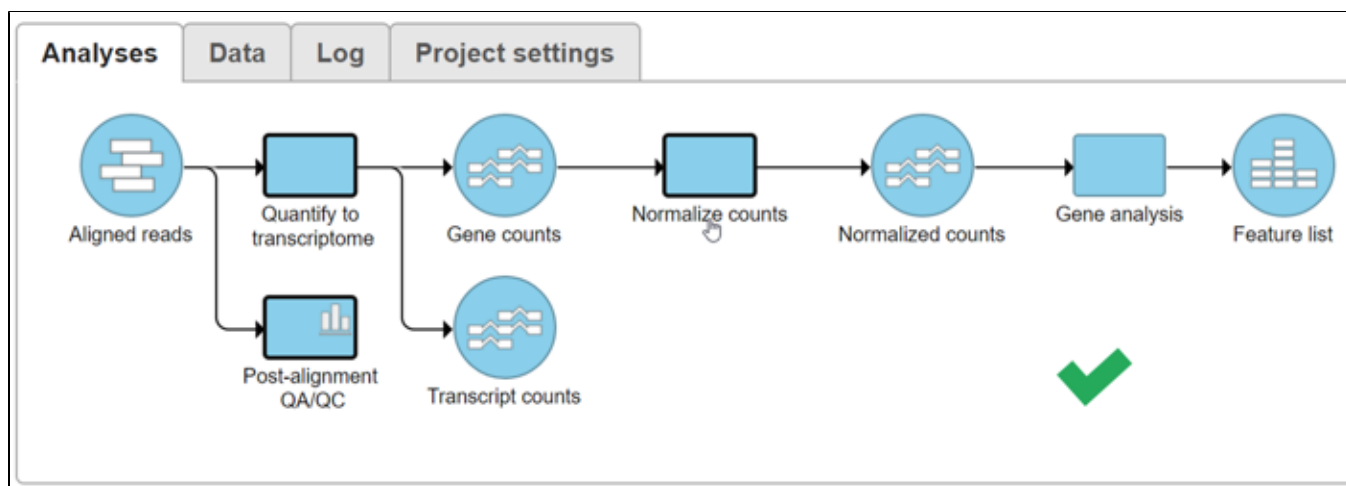 Analyses
Data
Log
Project settings
Aligned reads
Quantify to
transcriptome
Gene counts
Normalize counts
Normalized counts
Gene analysis
Feature list
Post-alignment
QA/QC
Transcript counts